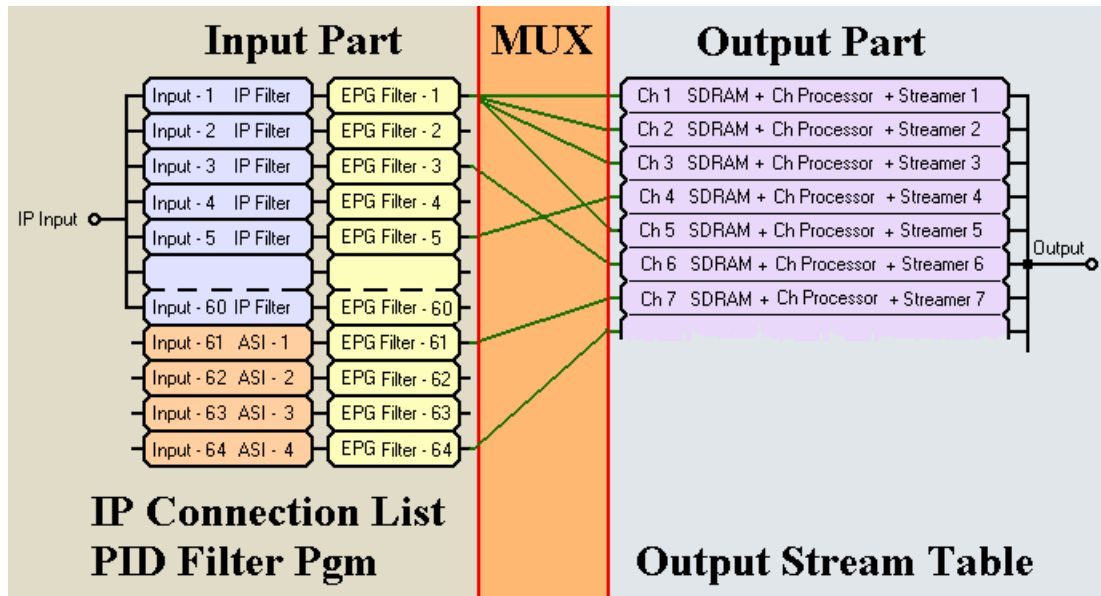 Input Part
MUX
Output Part
Input - 1 IP Filter EPG Filter - 1 Ch 1 SDRAM + Ch Processor + Streamer 1
Input - 2 IP Filter EPG Filter - 2 Ch 2 SDRAM + Ch Processor + Streamer 2
Input - 3 IP Filter EPG Filter - 3 Ch 3 SDRAM + Ch Processor + Streamer 3
Input - 4 IP Filter EPG Filter - 4 Ch 4 SDRAM + Ch Processor + Streamer 4
IP Input
Input - 5 IP Filter EPG Filter - 5 Ch 5 SDRAM + Ch Processor + Streamer 5
Output
Ch 6 SDRAM + Ch Processor + Streamer 6
Input - 60 IP Filter EPG Filter - 60 Ch 7 SDRAM + Ch Processor + Streamer 7
Input - 61 ASI - 1 EPG Filter - 61
Input - 62 ASI - 2 EPG Filter - 62
Input - 63 ASI - 3 EPG Filter - 63
Input - 64 ASI - 4 EPG Filter - 64
IP Connection List
PID Filter Pgm
Output Stream Table